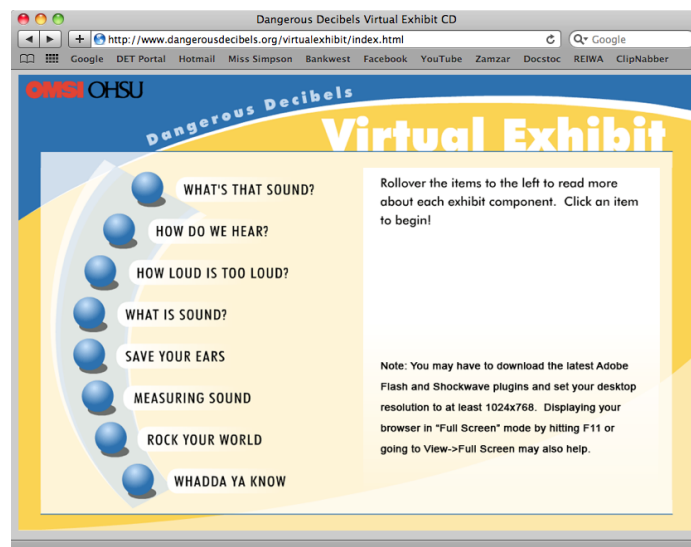 Dangerous Decibels Virtual Exhibit CD
http://www.dangerousdecibels.org/virtualexhibit/index.html
Google
Google DET Portal Hotmail Miss Simpson Bankwest Facebook YouTube Zamzar Docstoc REIWA ClipNabber
OMSI OHSU
Dangerous Decibels
Virtual Exhibit
WHAT'S THAT SOUND?
HOW DO WE HEAR?
HOW LOUD IS TOO LOUD?
WHAT IS SOUND?
SAVE YOUR EARS
MEASURING SOUND
ROCK YOUR WORLD
WHADDA YA KNOW
Rollover the items to the left to read more
about each exhibit component. Click an item
to begin!
Note: You may have to download the latest Adobe
Flash and Shockwave plugins and set your desktop
resolution to at least 1024x768. Displaying your
browser in "Full Screen" mode by hitting F11 or
going to View->Full Screen may also help.